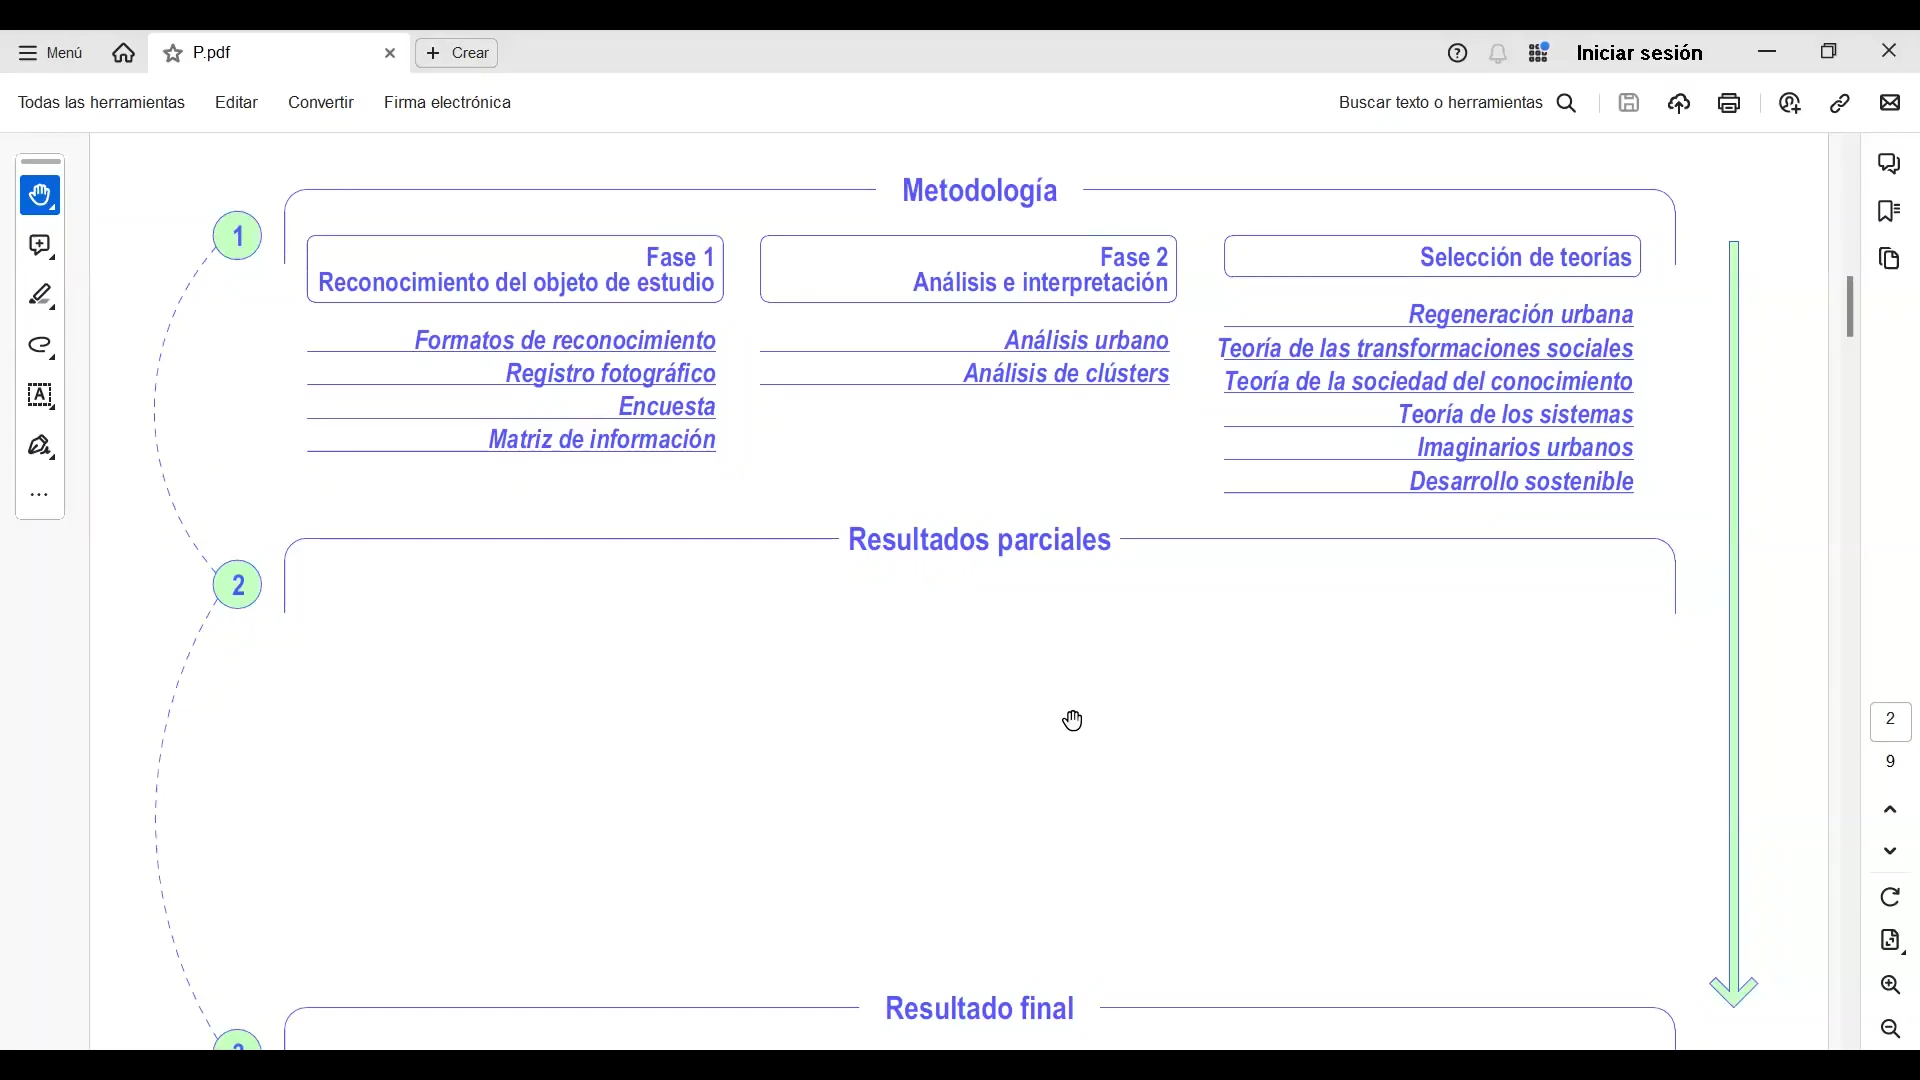 Menú
P.pdf
Crear
Iniciar sesión
Todas las herramientas
Editar
Convertir
Firma electrónica
Buscar texto o herramientas
Metodología
1
Fase 1
Reconocimiento del objeto de estudio
Formatos de reconocimiento
Registro fotográfico
Encuesta
Matriz de información
Fase 2
Análisis e interpretación
Análisis urbano
Análisis de clústers
Selección de teorías
Regeneración urbana
Teoría de las transformaciones sociales
Teoría de la sociedad del conocimiento
Teoría de los sistemas
Imaginarios urbanos
Desarrollo sostenible
Resultados parciales
2
Resultado final
2
9